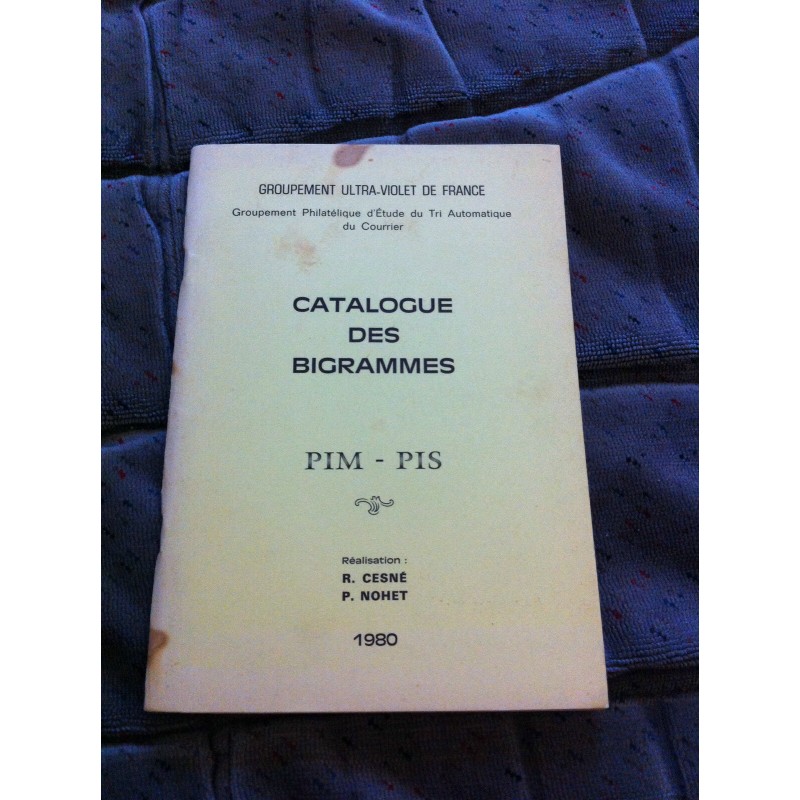 GROUPEMENT ULTRA-VIOLET DE FRANCE
Groupement Philatélique d'Étude du Tri Automatique
du Courrier
CATALOGUE
DES
BIGRAMMES
PIM - PIS
Réalisation :
R. CESNÉ
P. NOHET
1980